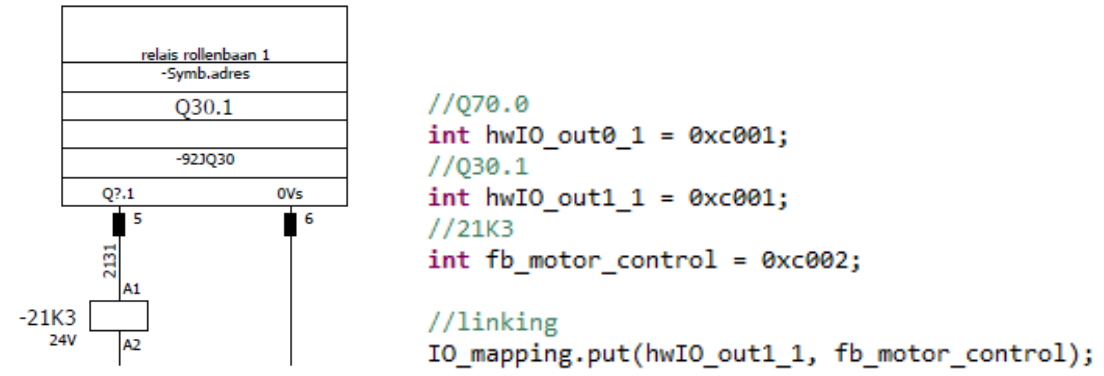 relais rollenbaan 1
-Symb.adres
Q30.1
-92JQ30
Q?.1 0Vs
5 6
2131
A1
-21K3
24V
A2
//Q70.0
int hwIO_out0_1 = 0xc001;
//Q30.1
int hwIO_out1_1 = 0xc001;
//21K3
int fb_motor_control = 0xc002;
//linking
IO_mapping.put(hwIO_out1_1, fb_motor_control);